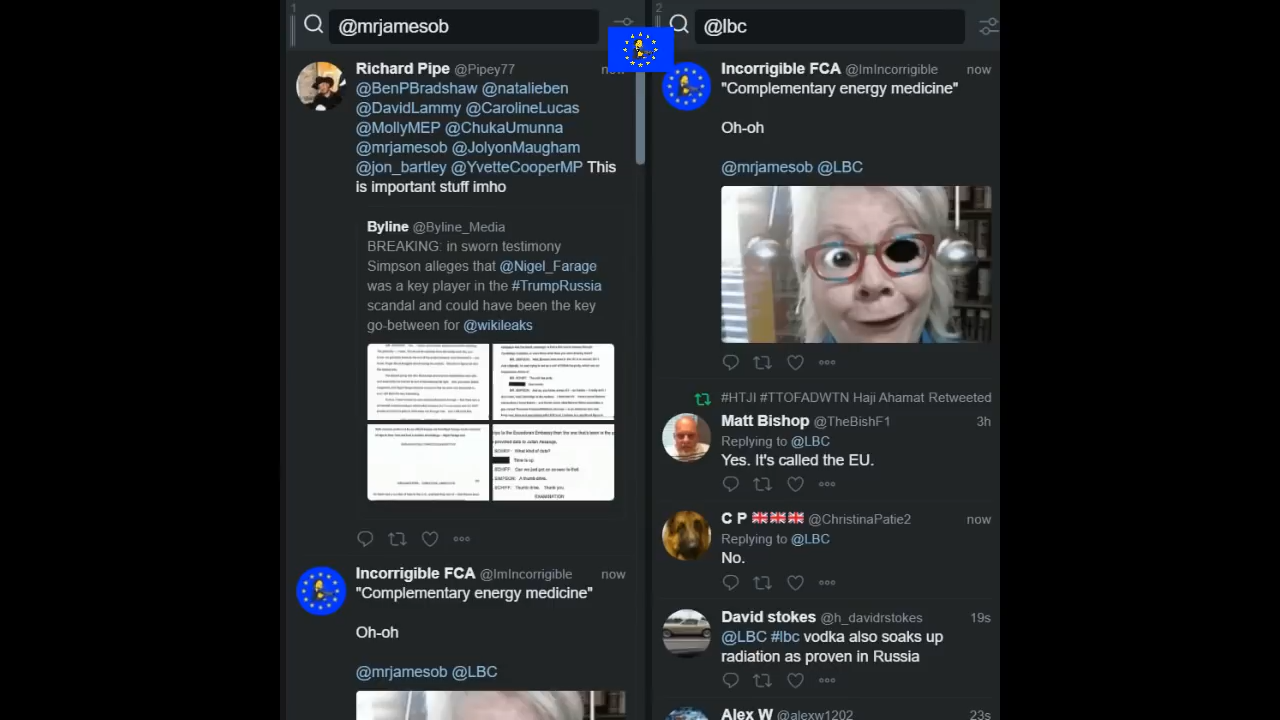 1
@mrjamesob
Richard Pipe @Pipey77
@BenPBradshaw @natalieben
@DavidLammy @CarolineLucas
@MollyMEP @ChukaUmunna
@mrjamesob @JolyonMaugham
@jon_bartley @YvetteCooperMP This
is important stuff imho
Byline @Byline_Media
BREAKING: in sworn testimony
Simpson alleges that @Nigel_Farage
was a key player in the #TrumpRussia
scandal and could have been the key
go-between for @wikileaks
Incorrigible FCA @ImIncorrigible now
"Complementary energy medicine"
Oh-oh
@mrjamesob @LBC
2
@lbc
Incorrigible FCA @ImIncorrigible now
"Complementary energy medicine"
Oh-oh
@mrjamesob @LBC
#HTJI #TTOFADWTN Haji Ahamat Retweeted
Matt Bishop @TheBishF1 3h
Replying to @LBC
Yes. It's called the EU.
C P 🇬🇧🇬🇧🇬🇧 @ChristinaPatie2 now
Replying to @LBC
No.
David stokes @h_davidrstokes 19s
@LBC #lbc vodka also soaks up
radiation as proven in Russia
Alex W @alexw1202 23s